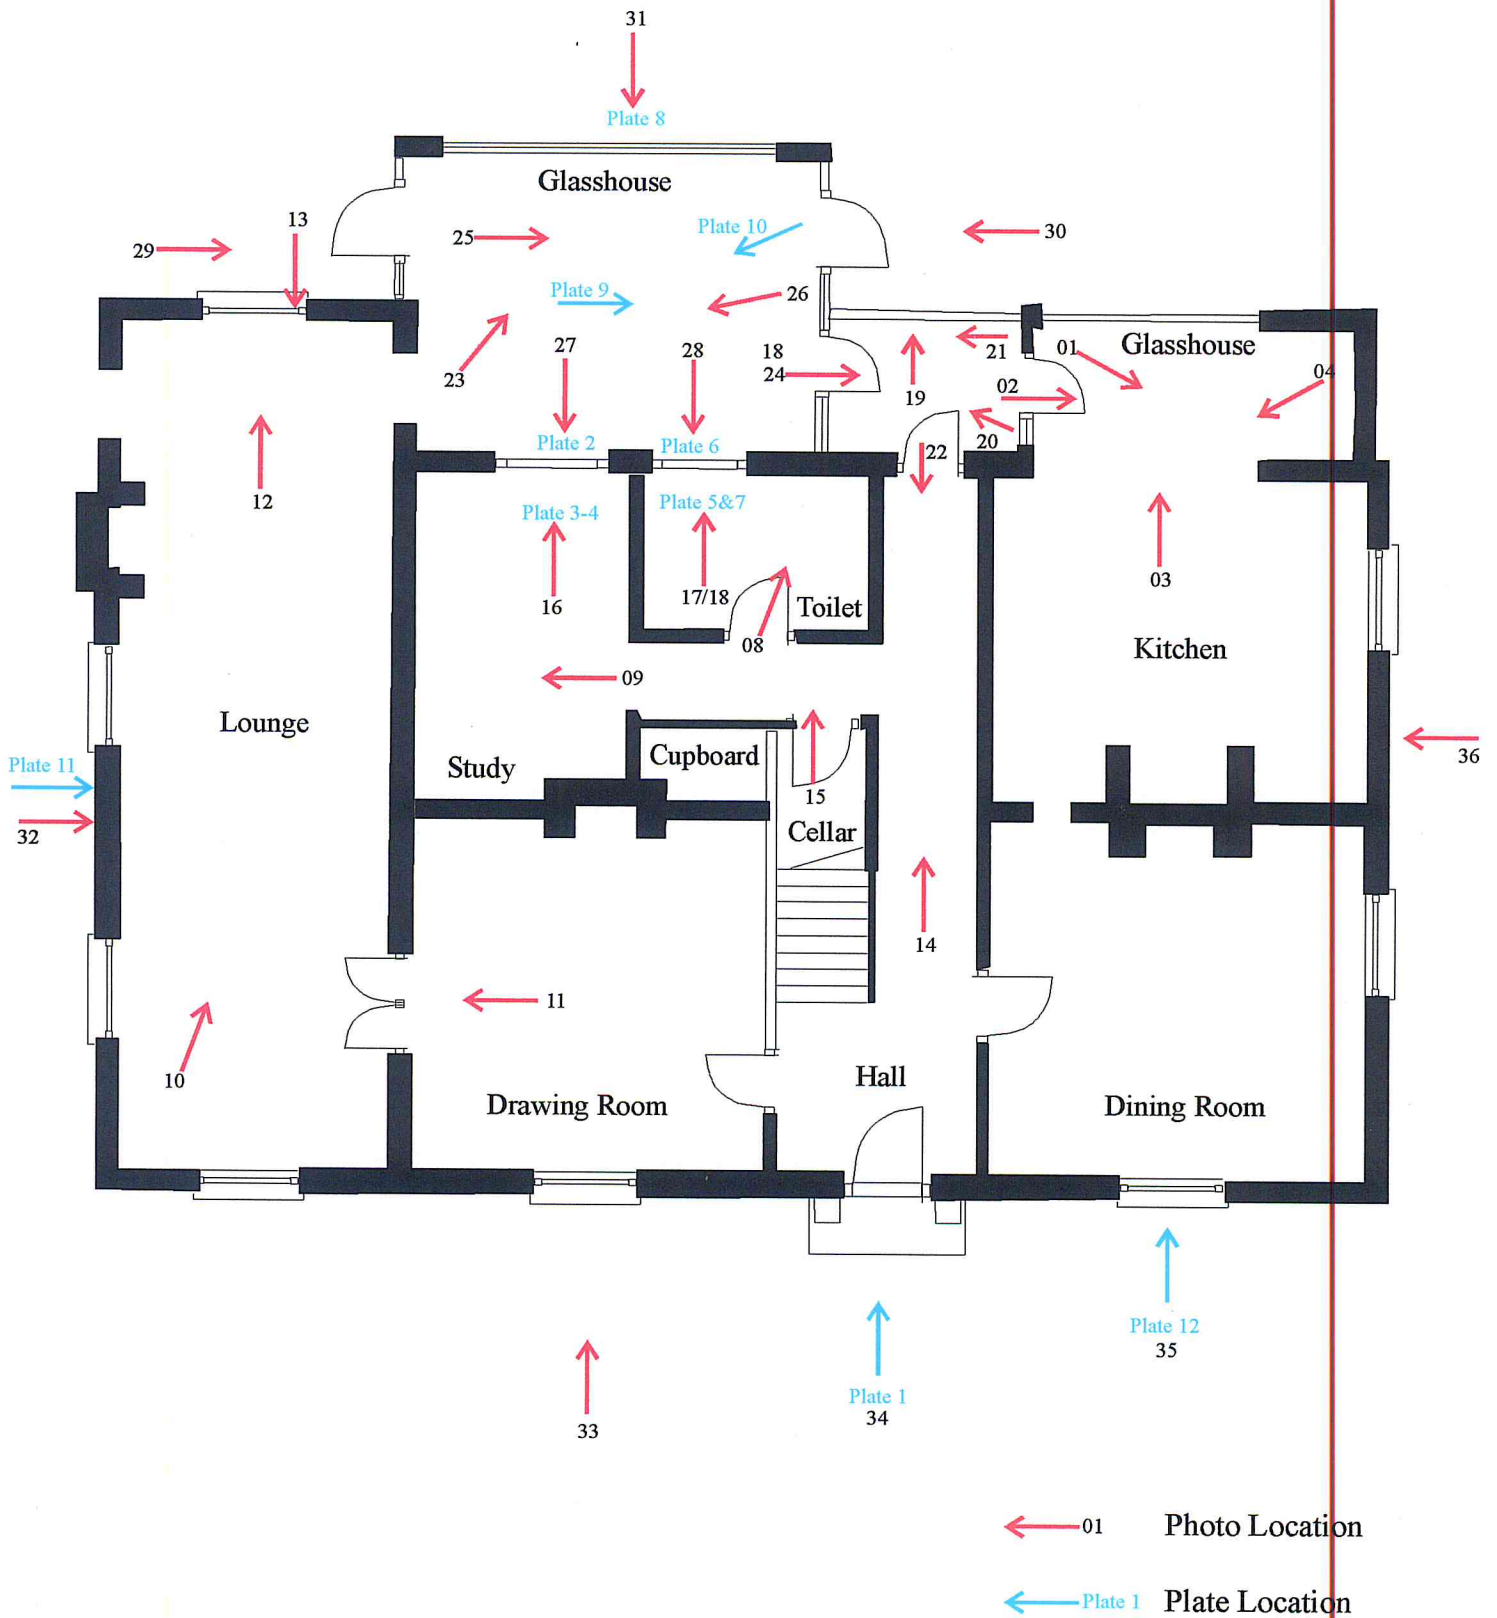 31
Plate 8
Glasshouse
13
29
25
Plate 10
30
Plate 9
26
27
28
18
24
21
01
Glasshouse
04
23
19
02
20
22
Plate 2
Plate 6
12
Plate 3-4
Plate 5&7
16
17/18
Toilet
08
03
Kitchen
09
Lounge
Plate 11
32
Study
Cupboard
15
Cellar
36
14
11
10
Drawing Room
Hall
Dining Room
Plate 12
35
Plate 1
34
33
01 Photo Location
Plate 1 Plate Location